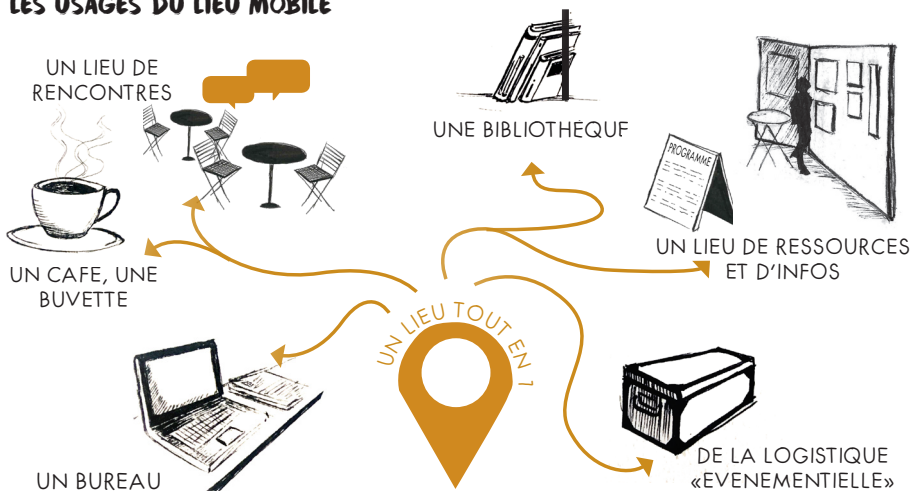 LES USAGES DU LIEU MOBILE
UN LIEU DE
RENCONTRES
UNE BIBLIOTHÉQUF
PROGRAMME
UN LIEU DE RESSOURCES
ET D'INFOS
UN CAFE, UNE
BUVETTE
UN LIEU TOUT EN 1
UN BUREAU
DE LA LOGISTIQUE
«EVENEMENTIELLE»